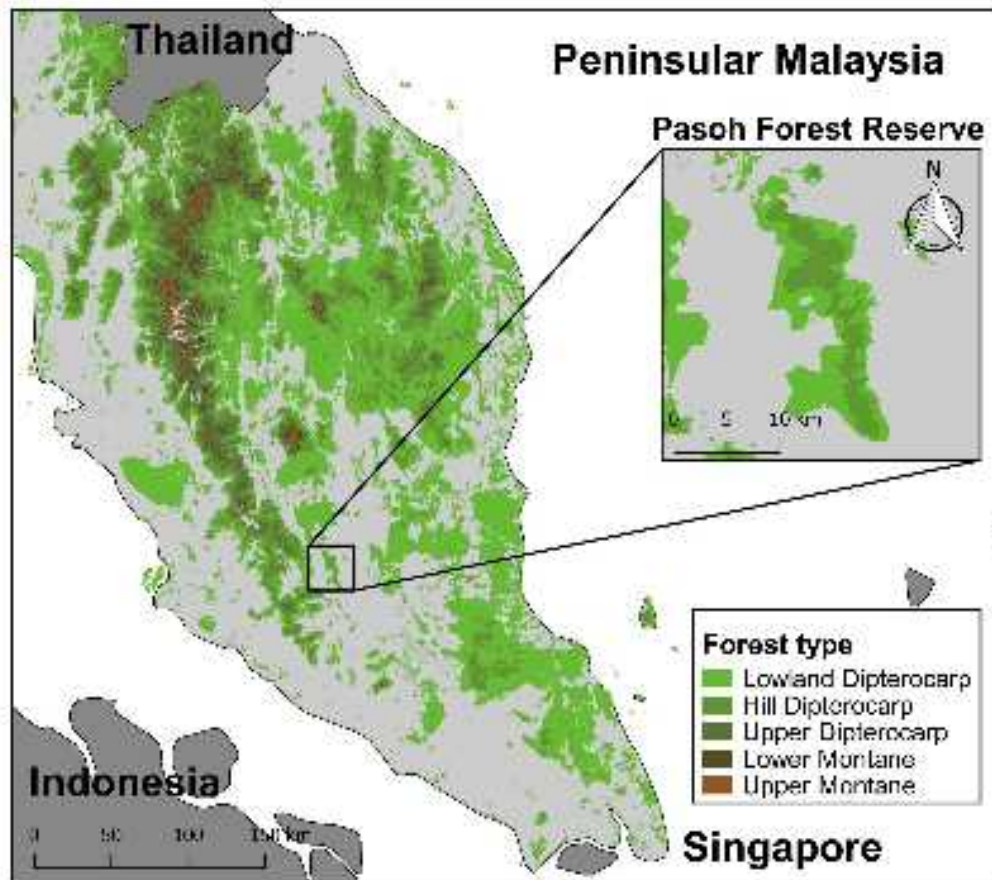 Thailand
Peninsular Malaysia
Pasoh Forest Reserve
N
0 5 10 km
Forest type
Lowland Dipterocarp
Hill Dipterocarp
Upper Dipterocarp
Lower Montane
Upper Montane
Indonesia
0 50 100 150 km
Singapore